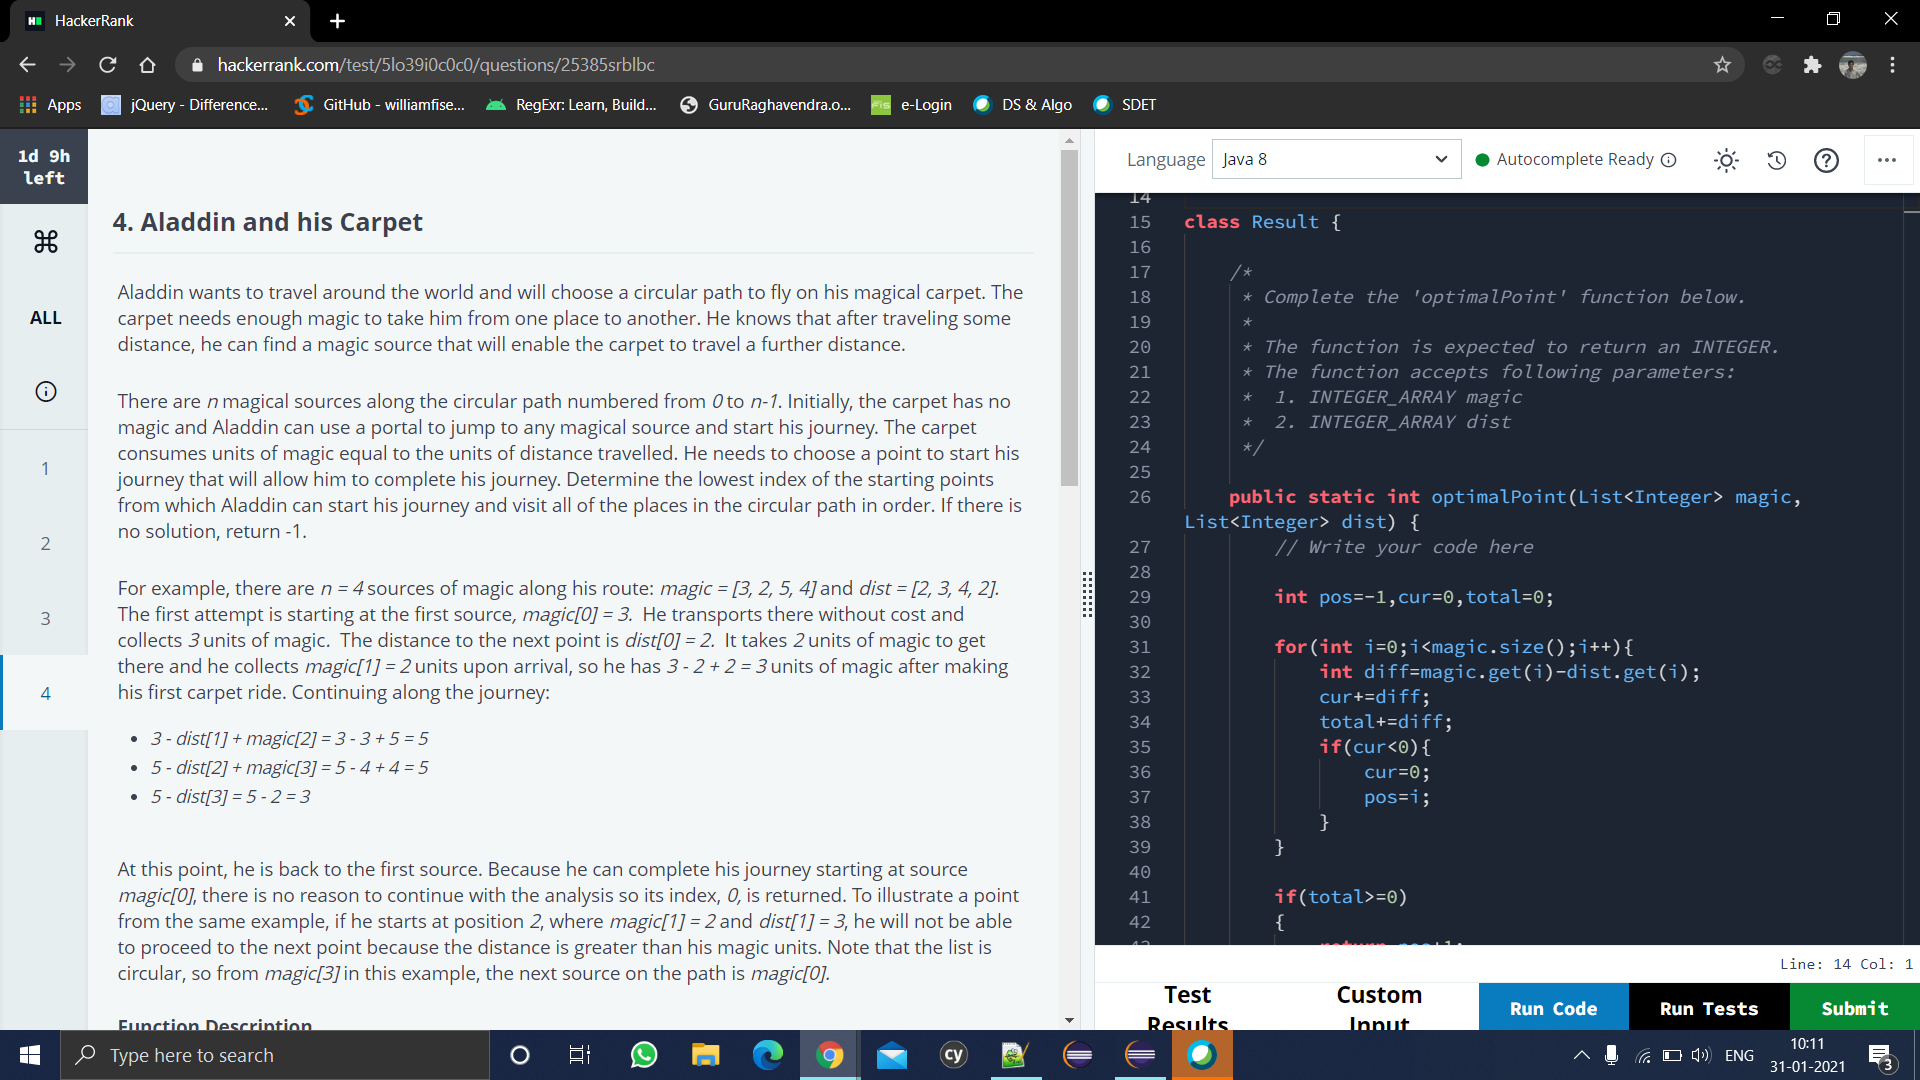 HackerRank
hackerrank.com/test/5lo39i0c0c0/questions/25385srblbc
Apps
jQuery - Difference...
GitHub - williamfise...
RegExr: Learn, Build...
GuruRaghavendra.o...
fis
e-Login
DS & Algo
SDET
1d 9h
left
ALL
1
2
3
4
4. Aladdin and his Carpet
Aladdin wants to travel around the world and will choose a circular path to fly on his magical carpet. The
carpet needs enough magic to take him from one place to another. He knows that after traveling some
distance, he can find a magic source that will enable the carpet to travel a further distance.
There are n magical sources along the circular path numbered from 0 to n-1. Initially, the carpet has no
magic and Aladdin can use a portal to jump to any magical source and start his journey. The carpet
consumes units of magic equal to the units of distance travelled. He needs to choose a point to start his
journey that will allow him to complete his journey. Determine the lowest index of the starting points
from which Aladdin can start his journey and visit all of the places in the circular path in order. If there is
no solution, return -1.
For example, there are n = 4 sources of magic along his route: magic = [3, 2, 5, 4] and dist = [2, 3, 4, 2].
The first attempt is starting at the first source, magic[0] = 3. He transports there without cost and
collects 3 units of magic. The distance to the next point is dist[0] = 2. It takes 2 units of magic to get
there and he collects magic[1] = 2 units upon arrival, so he has 3 - 2 + 2 = 3 units of magic after making
his first carpet ride. Continuing along the journey:
• 3 - dist[1] + magic[2] = 3 - 3 + 5 = 5
• 5 - dist[2] + magic[3] = 5 - 4 + 4 = 5
• 5 - dist[3] = 5 - 2 = 3
At this point, he is back to the first source. Because he can complete his journey starting at source
magic[0], there is no reason to continue with the analysis so its index, 0, is returned. To illustrate a point
from the same example, if he starts at position 2, where magic[1] = 2 and dist[1] = 3, he will not be able
to proceed to the next point because the distance is greater than his magic units. Note that the list is
circular, so from magic[3] in this example, the next source on the path is magic[0].
Function Description
Language
Java 8
Autocomplete Ready
14
15 class Result {
16
17 /*
18 * Complete the 'optimalPoint' function below.
19 *
20 * The function is expected to return an INTEGER.
21 * The function accepts following parameters:
22 * 1. INTEGER_ARRAY magic
23 * 2. INTEGER_ARRAY dist
24 */
25
26 public static int optimalPoint(List<Integer> magic,
List<Integer> dist) {
27 // Write your code here
28
29 int pos=-1,cur=0,total=0;
30
31 for(int i=0;i<magic.size();i++){
32 int diff=magic.get(i)-dist.get(i);
33 cur+=diff;
34 total+=diff;
35 if(cur<0){
36 cur=0;
37 pos=i;
38 }
39 }
40
41 if(total>=0)
42 {
43 return pos+1;
Line: 14 Col: 1
Test
Results
Custom
Input
Run Code
Run Tests
Submit
Type here to search
cy
ENG
10:11
31-01-2021
3